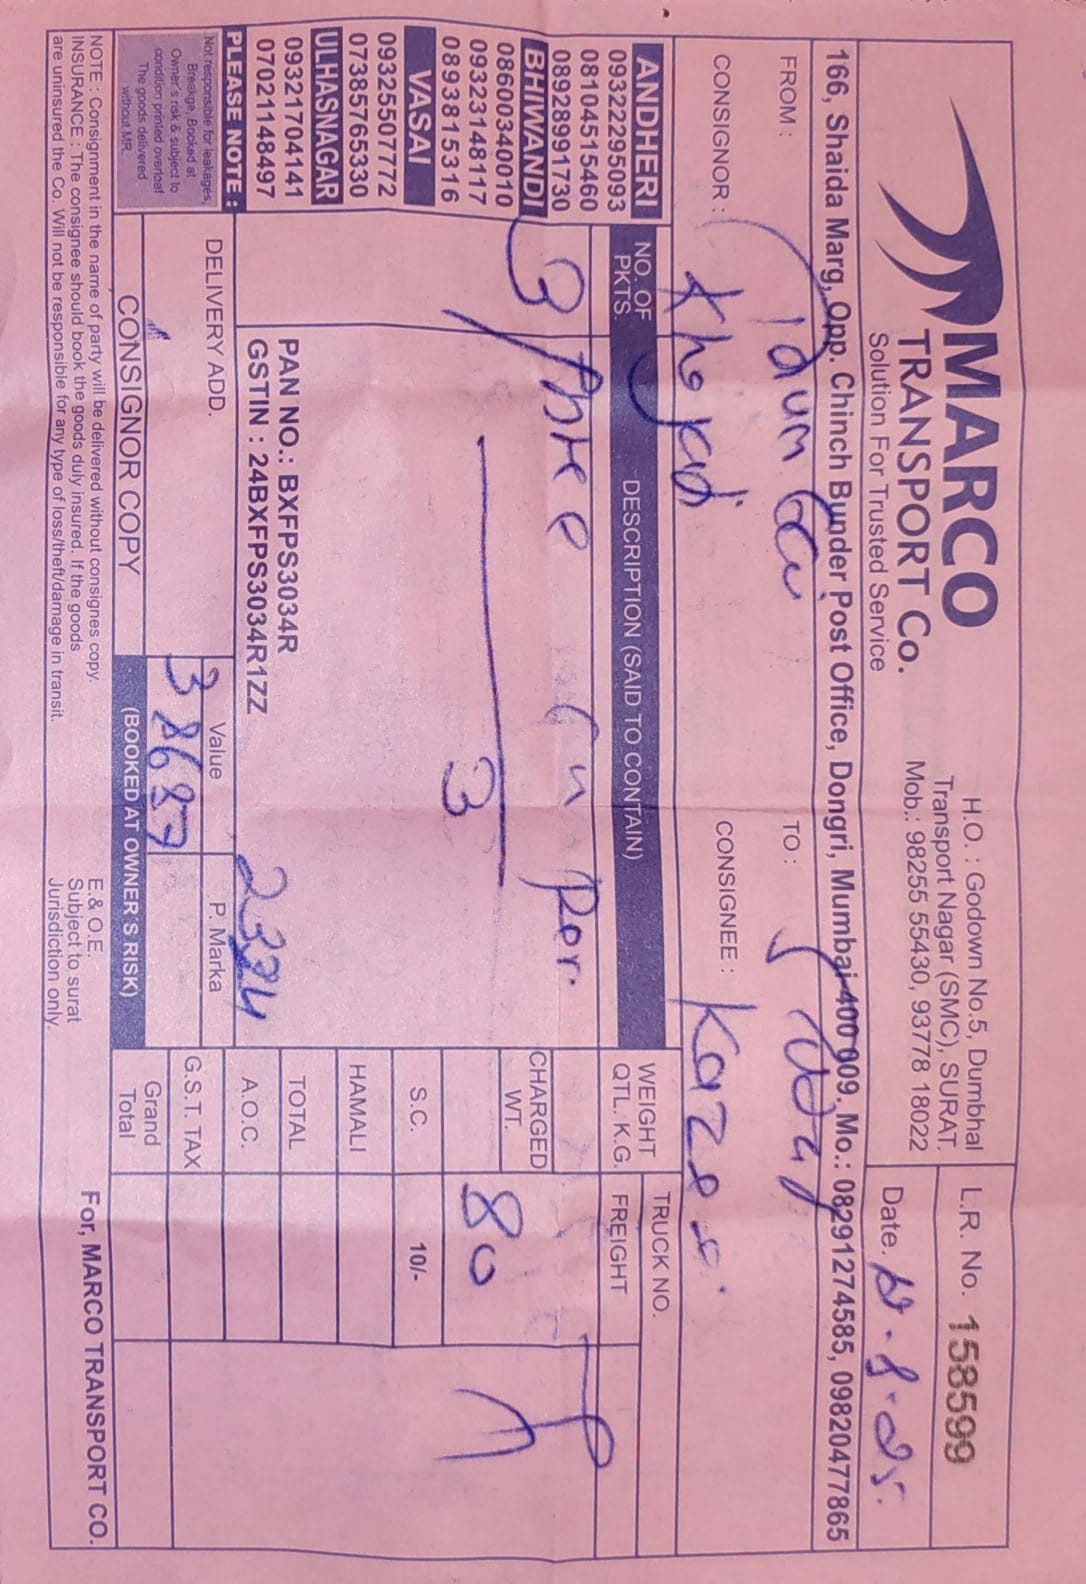 MARCO
TRANSPORT Co.
Solution For Trusted Service
H.O. : Godown No.5, Dumbhal
Transport Nagar (SMC), SURAT.
Mob.: 98255 55430, 93778 18022
L.R. No. 158599
Date. 8.25.
166, Shaida Marg, Opp. Chinch Bunder Post Office, Dongri, Mumbai-400 009. Mo.: 08291274585, 09820477865
FROM :
TO :
CONSIGNOR :
CONSIGNEE :
ANDHERI
09322295093
08104515460
08928991730
BHIWANDI
08600340010
09323148117
08938815316
VASAI
09325507772
07385765330
ULHASNAGAR
09321704141
07021148497
PLEASE NOTE :
Not responsible for leakages,
Breakge, Booked at
Owner's risk & subject to
condition printed overleaf
The goods delivered
without MR.
NO. OF
PKTS.
DESCRIPTION (SAID TO CONTAIN)
WEIGHT
QTL. K.G.
TRUCK NO.
FREIGHT
3
3
CHARGED
WT.
80
S.C.
10/-
HAMALI
TOTAL
A.O.C.
G.S.T. TAX
Grand
Total
PAN NO.: BXFPS3034R
GSTIN : 24BXFPS3034R1ZZ
2374
DELIVERY ADD.
Value
P. Marka
38687
CONSIGNOR COPY
(BOOKED AT OWNER'S RISK)
NOTE : Consignment in the name of party will be delivered without consignes copy.
INSURANCE : The consignee should book the goods duly insured. If the goods
are uninsured the Co. Will not be responsible for any type of loss/theft/damage in transit.
E.& O.E.
Subject to surat
Jurisdiction only.
For, MARCO TRANSPORT CO.